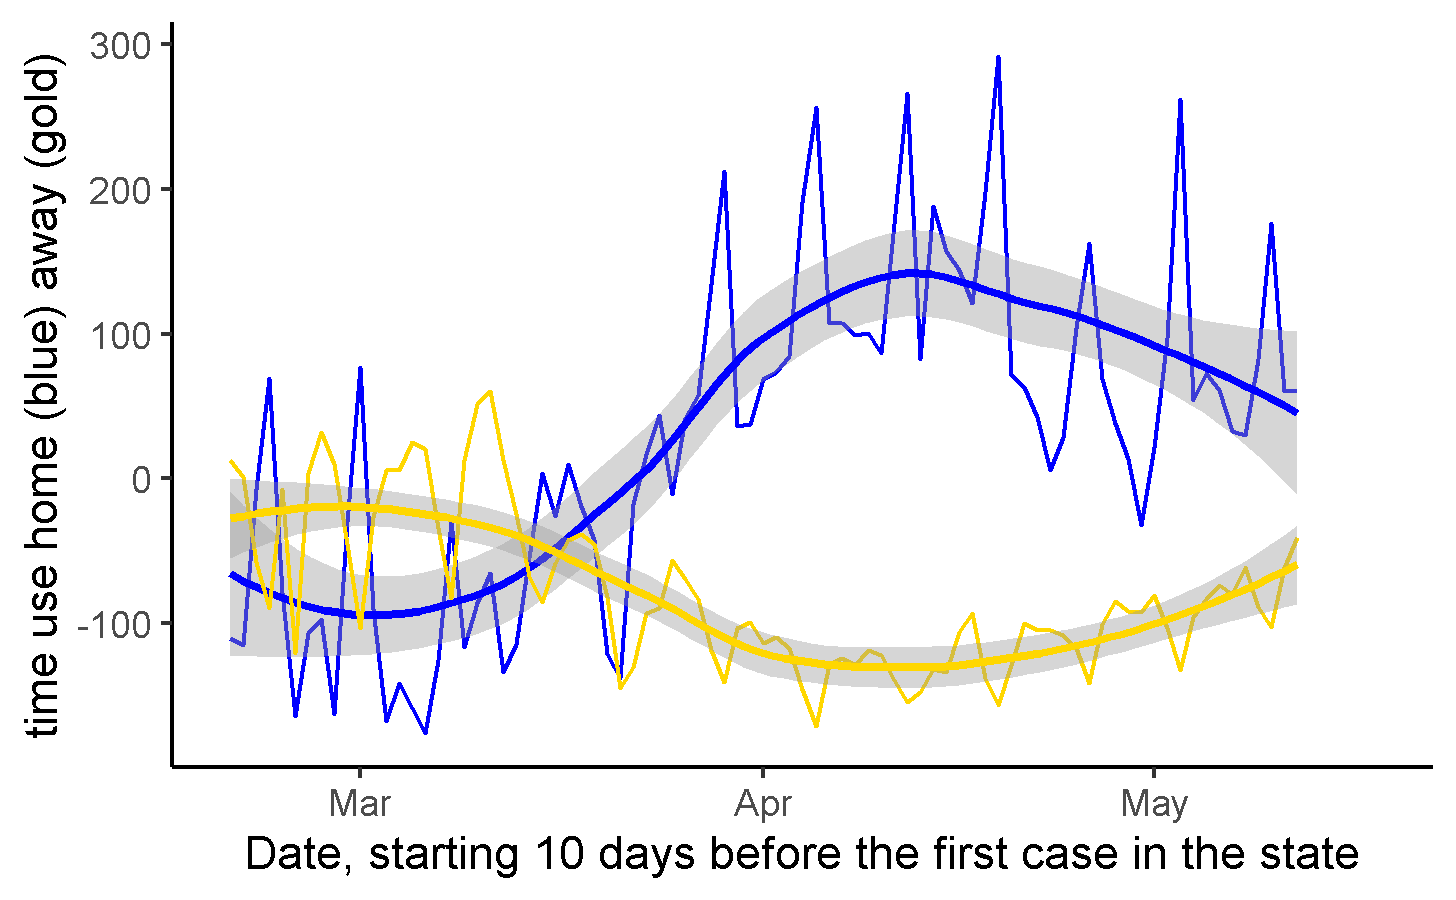 time use home (blue) away (gold)
300
200
100
0
-100
Mar
Apr
May
Date, starting 10 days before the first case in the state